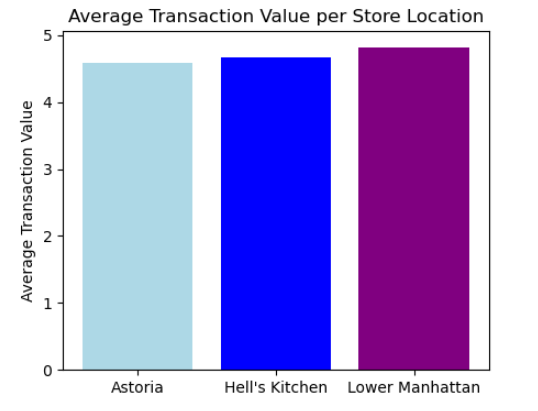 Average Transaction Value per Store Location
Average Transaction Value
5
4
3
2
1
0
Astoria Hell's Kitchen Lower Manhattan